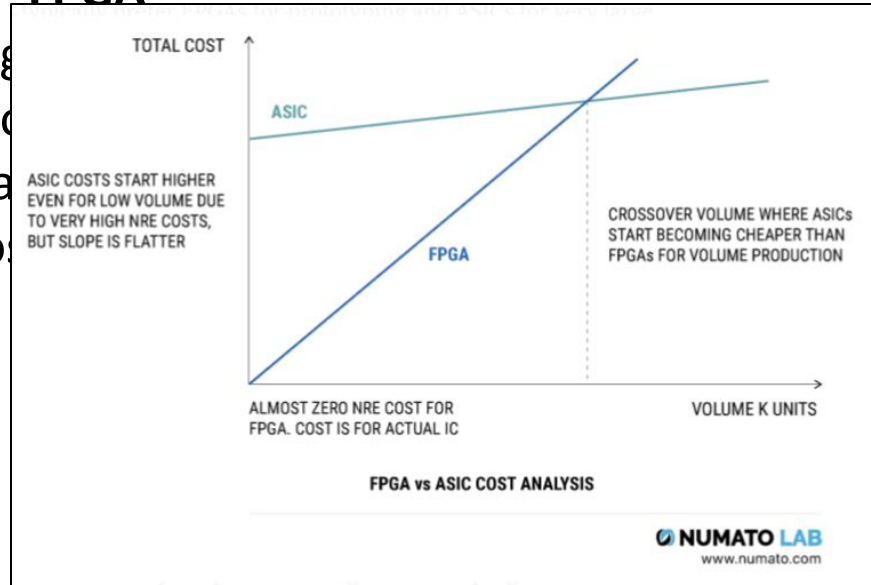 FPGA
TOTAL COST
ASIC
ASIC COSTS START HIGHER
EVEN FOR LOW VOLUME DUE
TO VERY HIGH NRE COSTS,
BUT SLOPE IS FLATTER
CROSSOVER VOLUME WHERE ASICs
START BECOMING CHEAPER THAN
FPGAs FOR VOLUME PRODUCTION
FPGA
ALMOST ZERO NRE COST FOR
FPGA. COST IS FOR ACTUAL IC
VOLUME K UNITS
FPGA vs ASIC COST ANALYSIS
NUMATO LAB
www.numato.com